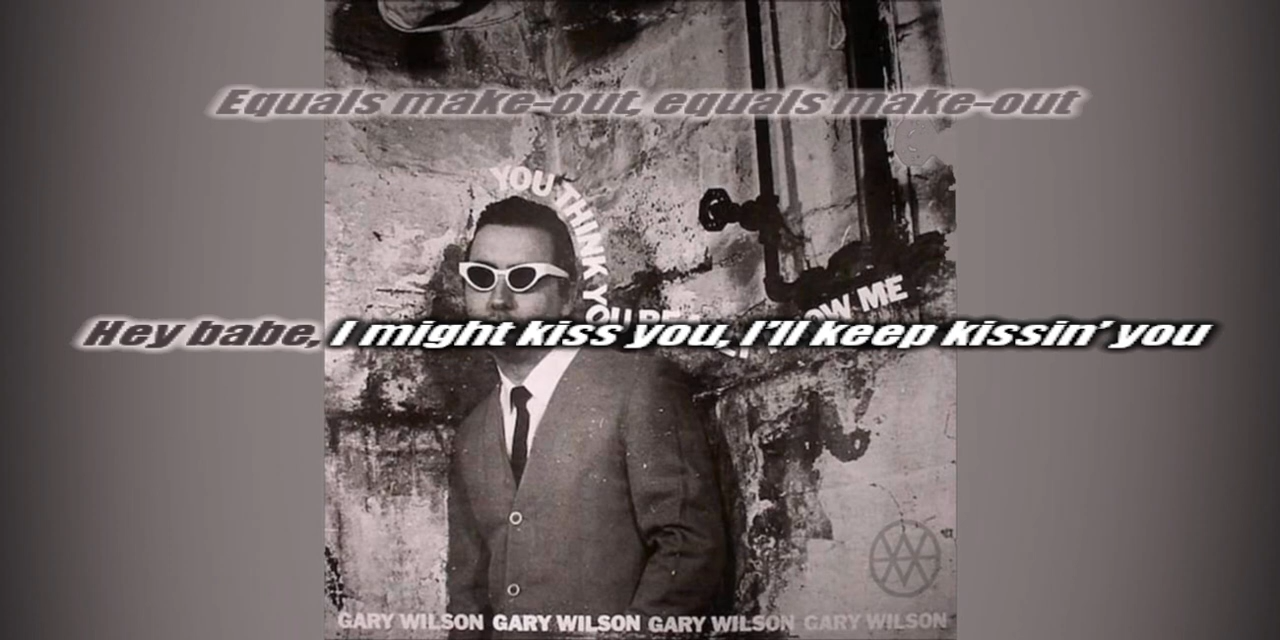 Equals make-out, equals make-out
YOU THINK YOU RE
OW ME
Hey babe, I might kiss you, I'll keep kissin' you
GARY WILSON GARY WILSON GARY WILSON GARY WILSON